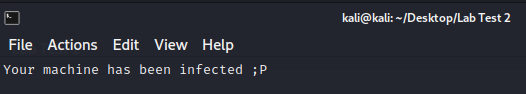 kali@kali: ~/Desktop/Lab Test 2
File Actions Edit View Help
Your machine has been infected ;P